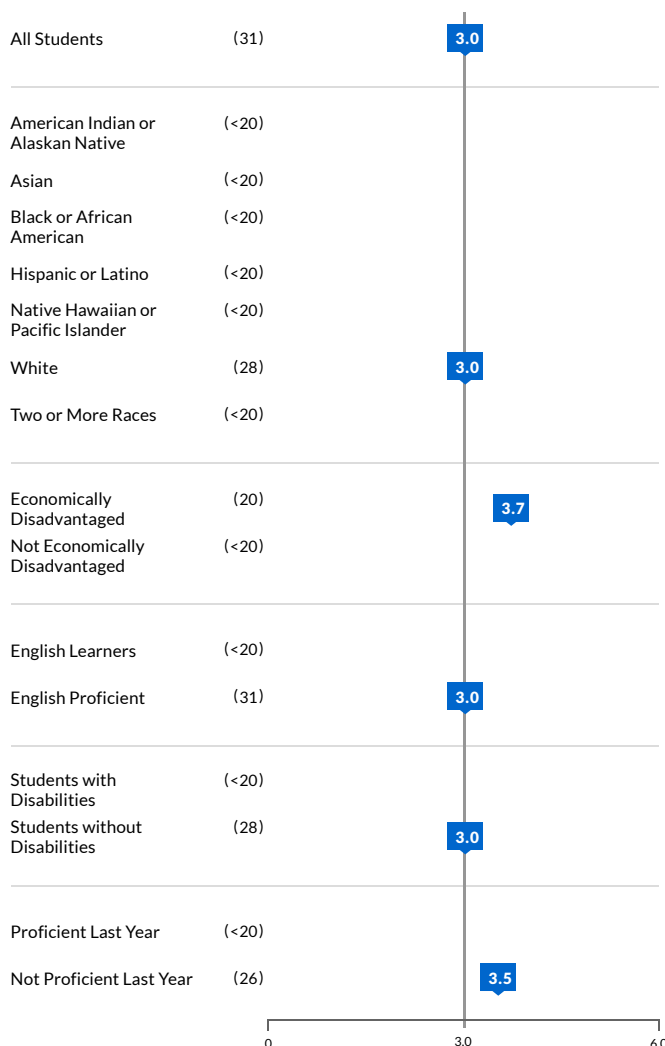 All Students (31) 3.0
American Indian or (<20)
Alaskan Native
Asian (<20)
Black or African (<20)
American
Hispanic or Latino (<20)
Native Hawaiian or (<20)
Pacific Islander
White (28) 3.0
Two or More Races (<20)
Economically (20) 3.7
Disadvantaged
Not Economically (<20)
Disadvantaged
English Learners (<20)
English Proficient (31) 3.0
Students with (<20)
Disabilities
Students without (28) 3.0
Disabilities
Proficient Last Year (<20)
Not Proficient Last Year (26) 3.5
0 3.0 6.0